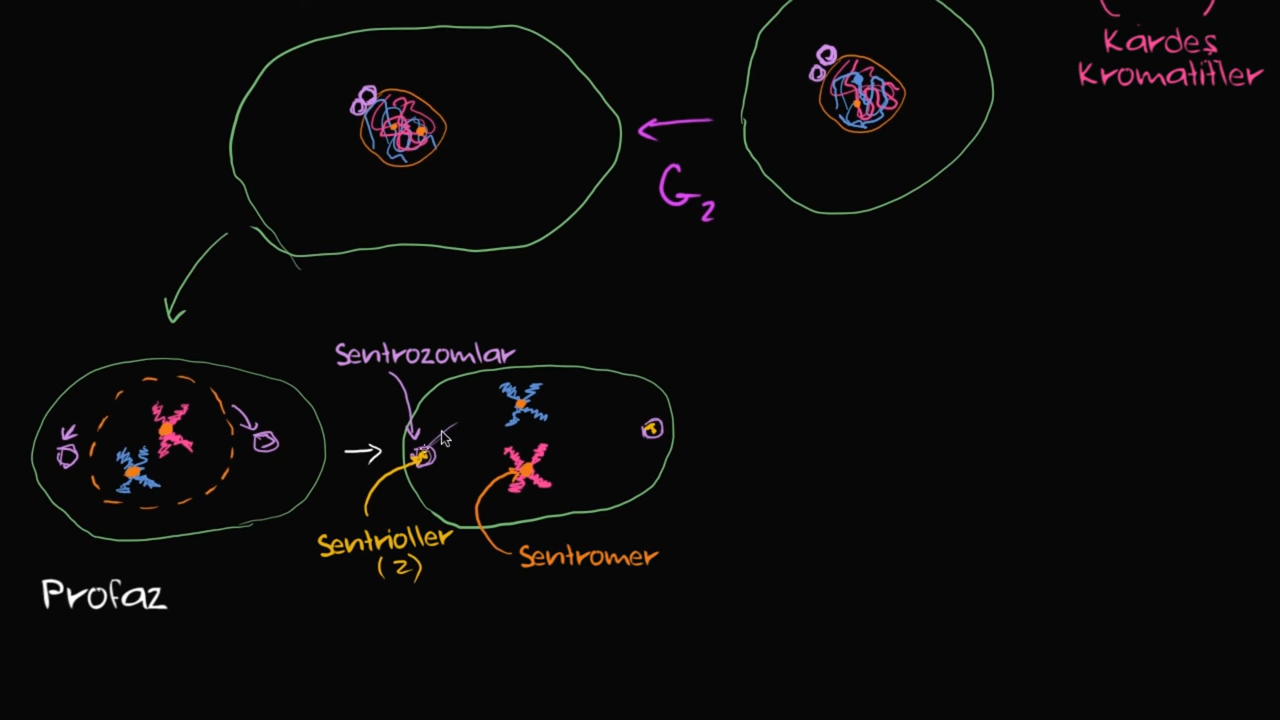 Kardeş
Kromatitler
G₂
Sentrozomlar
Sentrioller
(2)
Sentromer
Profaz